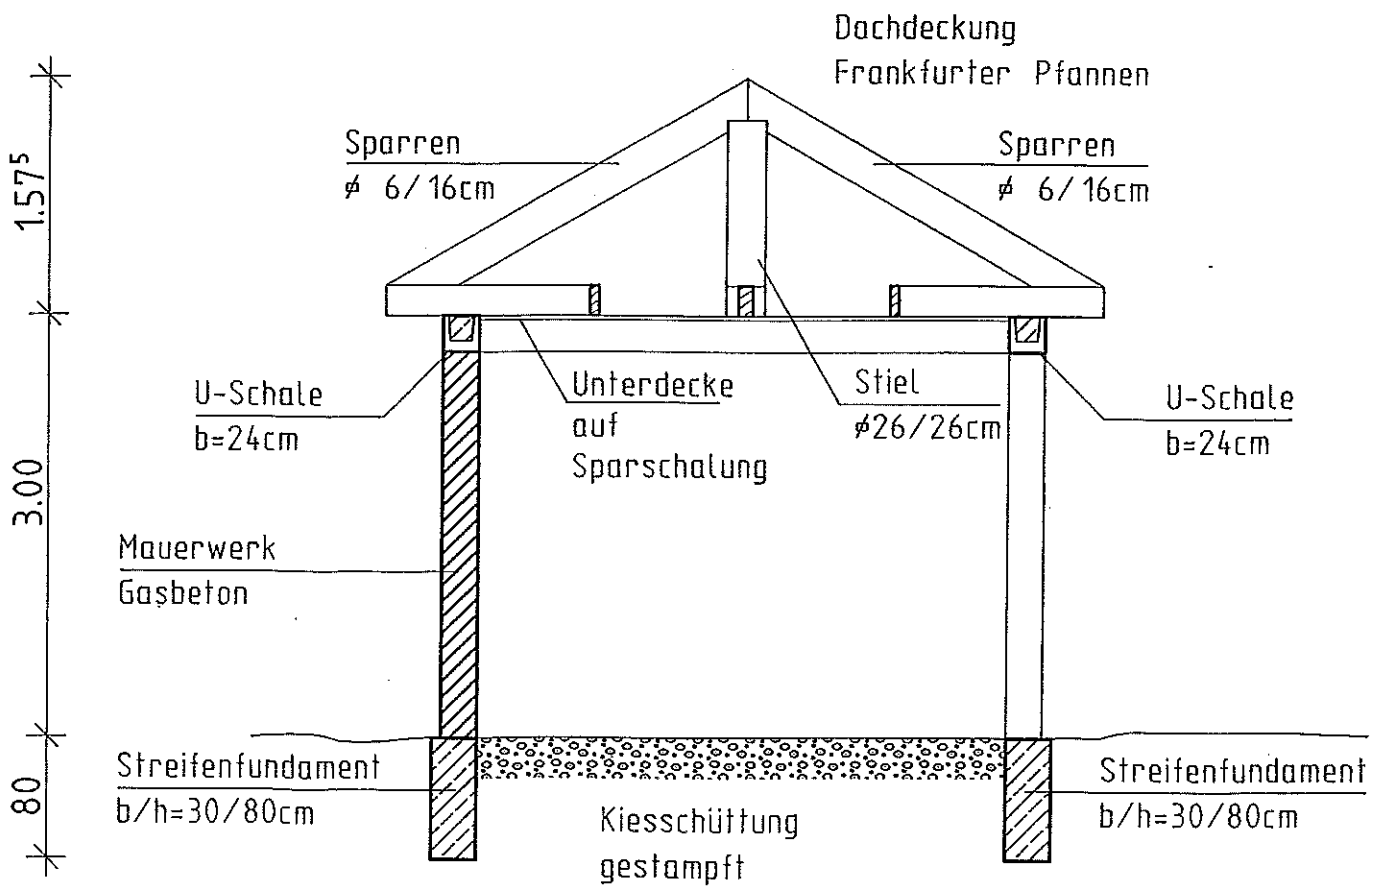 Dachdeckung
Frankfurter Pfannen
Sparren
⌀ 6/16cm
Sparren
⌀ 6/16cm
1.57⁵
U-Schale
b=24cm
Unterdecke
auf
Sparschalung
Stiel
⌀26/26cm
U-Schale
b=24cm
3.00
Mauerwerk
Gasbeton
Streifenfundament
b/h=30/80cm
80
Kiesschüttung
gestampft
Streifenfundament
b/h=30/80cm